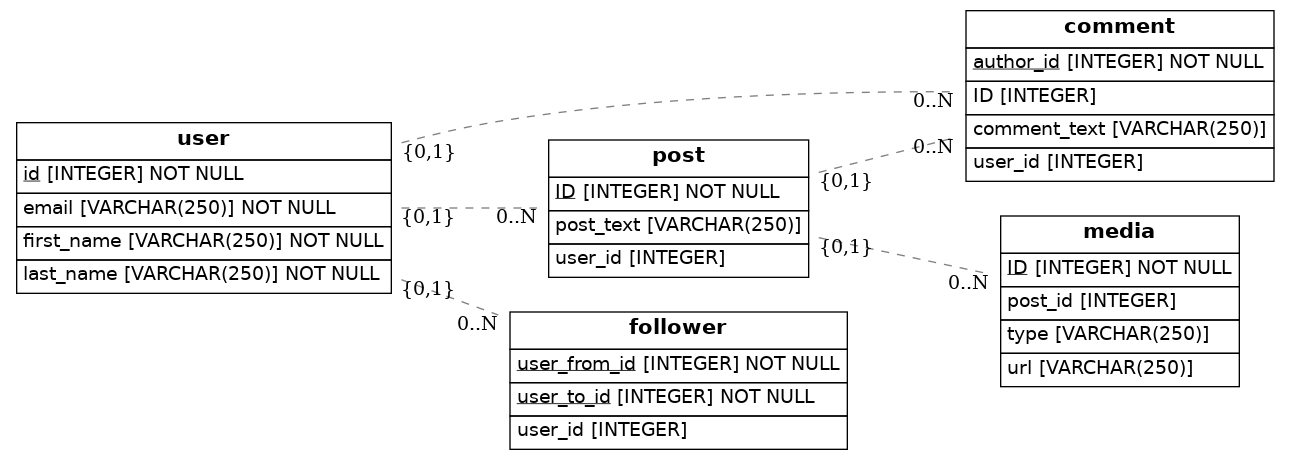 user
id [INTEGER] NOT NULL
email [VARCHAR(250)] NOT NULL
first_name [VARCHAR(250)] NOT NULL
last_name [VARCHAR(250)] NOT NULL
{0,1}
0..N
{0,1}
0..N
{0,1}
0..N
post
ID [INTEGER] NOT NULL
post_text [VARCHAR(250)]
user_id [INTEGER]
{0,1}
0..N
{0,1}
0..N
follower
user_from_id [INTEGER] NOT NULL
user_to_id [INTEGER] NOT NULL
user_id [INTEGER]
comment
author_id [INTEGER] NOT NULL
ID [INTEGER]
comment_text [VARCHAR(250)]
user_id [INTEGER]
media
ID [INTEGER] NOT NULL
post_id [INTEGER]
type [VARCHAR(250)]
url [VARCHAR(250)]